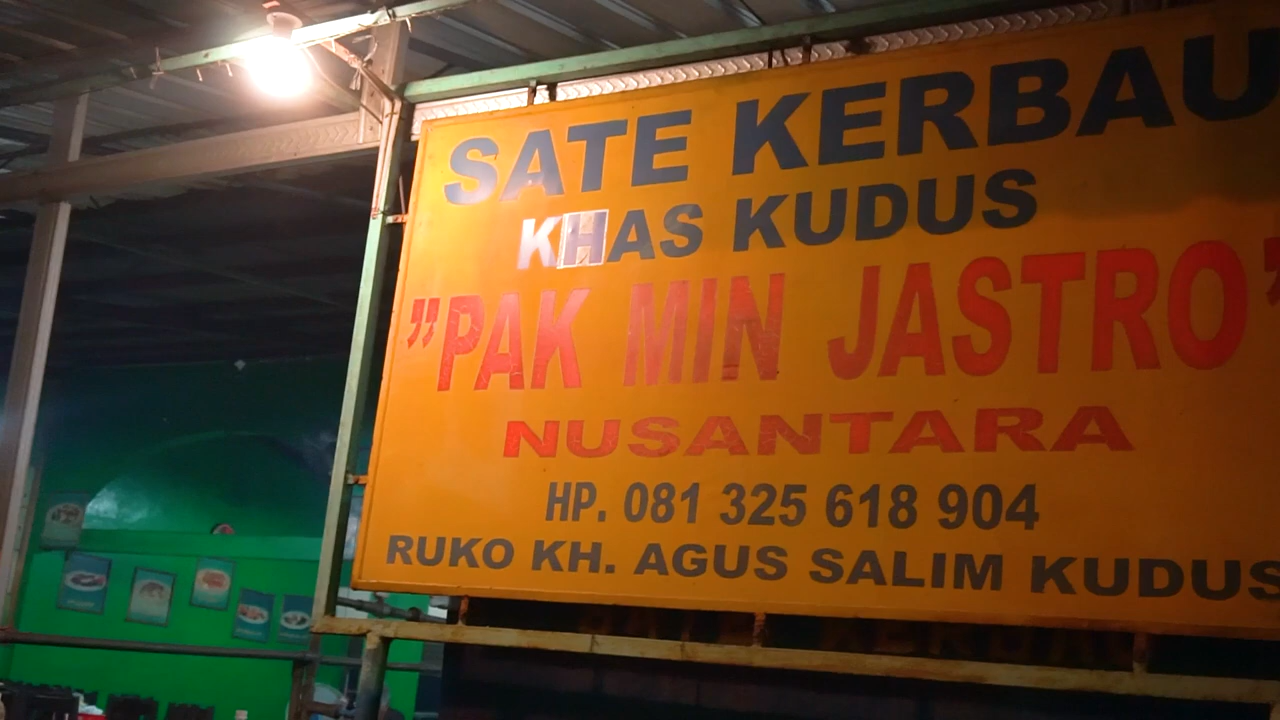 SATE KERBAU
KHAS KUDUS
"PAK MIN JASTRO"
NUSANTARA
HP. 081 325 618 904
RUKO KH. AGUS SALIM KUDUS